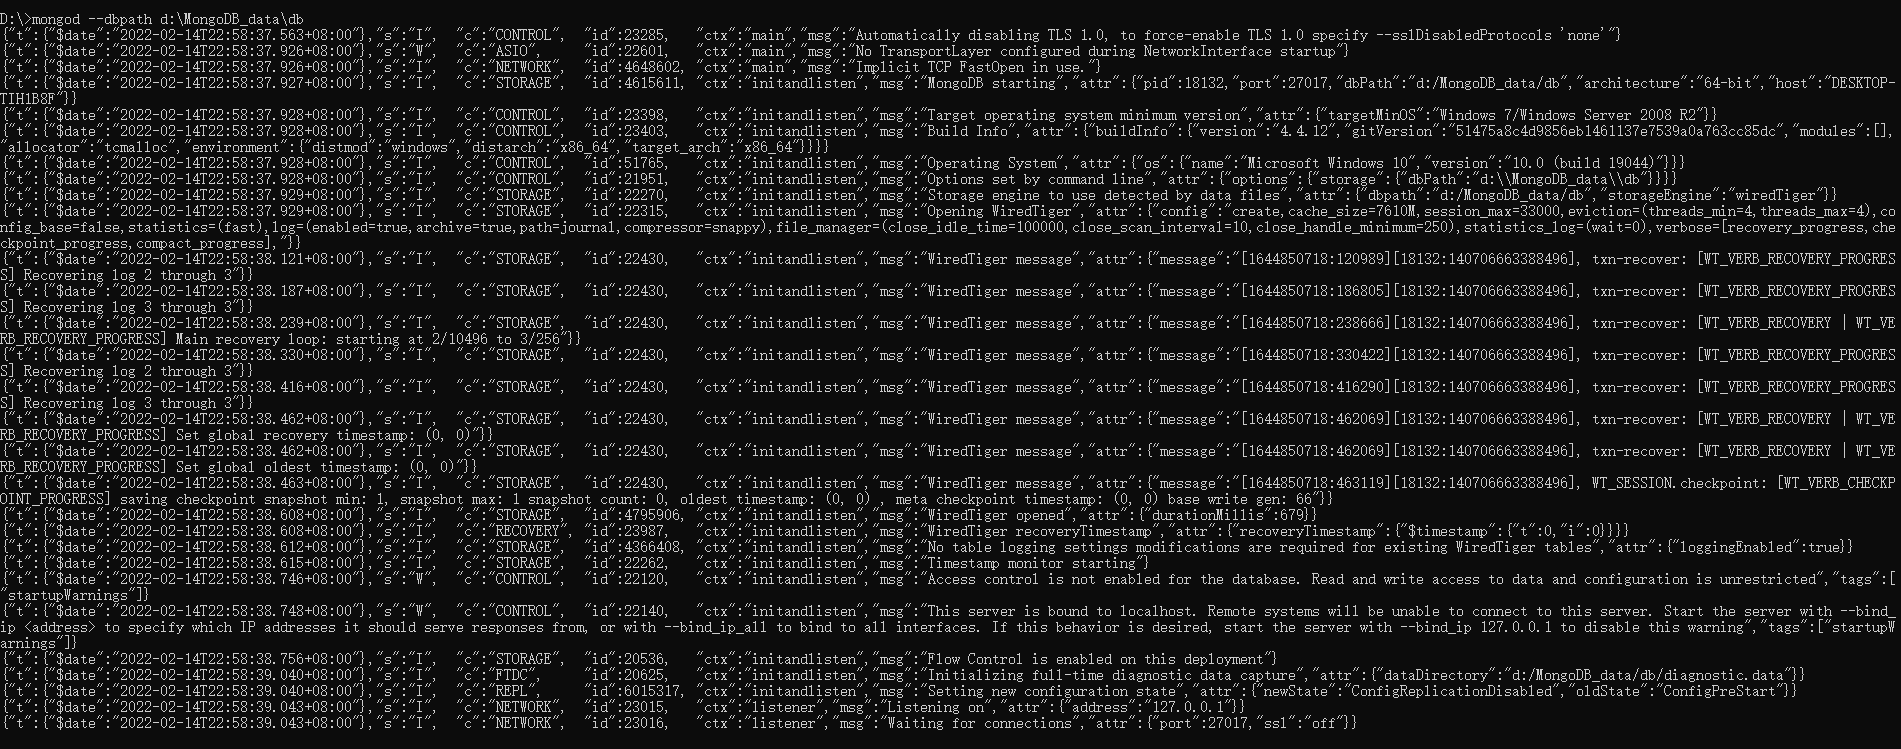 D:\>mongod --dbpath d:\MongoDB_data\db
{"t":{"$date":"2022-02-14T22:58:37.563+08:00"},"s":"I",  "c":"CONTROL",  "id":23285,   "ctx":"main","msg":"Automatically disabling TLS 1.0, to force-enable TLS 1.0 specify --sslDisabledProtocols 'none'"}
{"t":{"$date":"2022-02-14T22:58:37.926+08:00"},"s":"W",  "c":"ASIO",     "id":22601,   "ctx":"main","msg":"No TransportLayer configured during NetworkInterface startup"}
{"t":{"$date":"2022-02-14T22:58:37.926+08:00"},"s":"I",  "c":"NETWORK",  "id":4648602, "ctx":"main","msg":"Implicit TCP FastOpen in use."}
{"t":{"$date":"2022-02-14T22:58:37.927+08:00"},"s":"I",  "c":"STORAGE",  "id":4615611, "ctx":"initandlisten","msg":"MongoDB starting","attr":{"pid":18132,"port":27017,"dbPath":"d:/MongoDB_data/db","architecture":"64-bit","host":"DESKTOP-
TIH1B8F"}}
{"t":{"$date":"2022-02-14T22:58:37.928+08:00"},"s":"I",  "c":"CONTROL",  "id":23398,   "ctx":"initandlisten","msg":"Target operating system minimum version","attr":{"targetMinOS":"Windows 7/Windows Server 2008 R2"}}
{"t":{"$date":"2022-02-14T22:58:37.928+08:00"},"s":"I",  "c":"CONTROL",  "id":23403,   "ctx":"initandlisten","msg":"Build Info","attr":{"buildInfo":{"version":"4.4.12","gitVersion":"51475a8c4d9856eb1461137e7539a0a763cc85dc","modules":[],
"allocator":"tcmalloc","environment":{"distmod":"windows","distarch":"x86_64","target_arch":"x86_64"}}}}
{"t":{"$date":"2022-02-14T22:58:37.928+08:00"},"s":"I",  "c":"CONTROL",  "id":51765,   "ctx":"initandlisten","msg":"Operating System","attr":{"os":{"name":"Microsoft Windows 10","version":"10.0 (build 19044)"}}}
{"t":{"$date":"2022-02-14T22:58:37.928+08:00"},"s":"I",  "c":"CONTROL",  "id":21951,   "ctx":"initandlisten","msg":"Options set by command line","attr":{"options":{"storage":{"dbPath":"d:\\MongoDB_data\\db"}}}}
{"t":{"$date":"2022-02-14T22:58:37.929+08:00"},"s":"I",  "c":"STORAGE",  "id":22270,   "ctx":"initandlisten","msg":"Storage engine to use detected by data files","attr":{"dbpath":"d:/MongoDB_data/db","storageEngine":"wiredTiger"}}
{"t":{"$date":"2022-02-14T22:58:37.929+08:00"},"s":"I",  "c":"STORAGE",  "id":22315,   "ctx":"initandlisten","msg":"Opening WiredTiger","attr":{"config":"create,cache_size=7610M,session_max=33000,eviction=(threads_min=4,threads_max=4),co
nfig_base=false,statistics=(fast),log=(enabled=true,archive=true,path=journal,compressor=snappy),file_manager=(close_idle_time=100000,close_scan_interval=10,close_handle_minimum=250),statistics_log=(wait=0),verbose=[recovery_progress,che
ckpoint_progress,compact_progress],"}}
{"t":{"$date":"2022-02-14T22:58:38.121+08:00"},"s":"I",  "c":"STORAGE",  "id":22430,   "ctx":"initandlisten","msg":"WiredTiger message","attr":{"message":"[1644850718:120989][18132:140706663388496], txn-recover: [WT_VERB_RECOVERY_PROGRES
S] Recovering log 2 through 3"}}
{"t":{"$date":"2022-02-14T22:58:38.187+08:00"},"s":"I",  "c":"STORAGE",  "id":22430,   "ctx":"initandlisten","msg":"WiredTiger message","attr":{"message":"[1644850718:186805][18132:140706663388496], txn-recover: [WT_VERB_RECOVERY_PROGRES
S] Recovering log 3 through 3"}}
{"t":{"$date":"2022-02-14T22:58:38.239+08:00"},"s":"I",  "c":"STORAGE",  "id":22430,   "ctx":"initandlisten","msg":"WiredTiger message","attr":{"message":"[1644850718:238666][18132:140706663388496], txn-recover: [WT_VERB_RECOVERY | WT_VE
RB_RECOVERY_PROGRESS] Main recovery loop: starting at 2/10496 to 3/256"}}
{"t":{"$date":"2022-02-14T22:58:38.330+08:00"},"s":"I",  "c":"STORAGE",  "id":22430,   "ctx":"initandlisten","msg":"WiredTiger message","attr":{"message":"[1644850718:330422][18132:140706663388496], txn-recover: [WT_VERB_RECOVERY_PROGRES
S] Recovering log 2 through 3"}}
{"t":{"$date":"2022-02-14T22:58:38.416+08:00"},"s":"I",  "c":"STORAGE",  "id":22430,   "ctx":"initandlisten","msg":"WiredTiger message","attr":{"message":"[1644850718:416290][18132:140706663388496], txn-recover: [WT_VERB_RECOVERY_PROGRES
S] Recovering log 3 through 3"}}
{"t":{"$date":"2022-02-14T22:58:38.462+08:00"},"s":"I",  "c":"STORAGE",  "id":22430,   "ctx":"initandlisten","msg":"WiredTiger message","attr":{"message":"[1644850718:462069][18132:140706663388496], txn-recover: [WT_VERB_RECOVERY | WT_VE
RB_RECOVERY_PROGRESS] Set global recovery timestamp: (0, 0)"}}
{"t":{"$date":"2022-02-14T22:58:38.462+08:00"},"s":"I",  "c":"STORAGE",  "id":22430,   "ctx":"initandlisten","msg":"WiredTiger message","attr":{"message":"[1644850718:462069][18132:140706663388496], txn-recover: [WT_VERB_RECOVERY | WT_VE
RB_RECOVERY_PROGRESS] Set global oldest timestamp: (0, 0)"}}
{"t":{"$date":"2022-02-14T22:58:38.463+08:00"},"s":"I",  "c":"STORAGE",  "id":22430,   "ctx":"initandlisten","msg":"WiredTiger message","attr":{"message":"[1644850718:463119][18132:140706663388496], WT_SESSION.checkpoint: [WT_VERB_CHECKP
OINT_PROGRESS] saving checkpoint snapshot min: 1, snapshot max: 1 snapshot count: 0, oldest timestamp: (0, 0) , meta checkpoint timestamp: (0, 0) base write gen: 66"}}
{"t":{"$date":"2022-02-14T22:58:38.608+08:00"},"s":"I",  "c":"STORAGE",  "id":4795906, "ctx":"initandlisten","msg":"WiredTiger opened","attr":{"durationMillis":679}}
{"t":{"$date":"2022-02-14T22:58:38.608+08:00"},"s":"I",  "c":"RECOVERY", "id":23987,   "ctx":"initandlisten","msg":"WiredTiger recoveryTimestamp","attr":{"recoveryTimestamp":{"$timestamp":{"t":0,"i":0}}}}
{"t":{"$date":"2022-02-14T22:58:38.612+08:00"},"s":"I",  "c":"STORAGE",  "id":4366408, "ctx":"initandlisten","msg":"No table logging settings modifications are required for existing WiredTiger tables","attr":{"loggingEnabled":true}}
{"t":{"$date":"2022-02-14T22:58:38.615+08:00"},"s":"I",  "c":"STORAGE",  "id":22262,   "ctx":"initandlisten","msg":"Timestamp monitor starting"}
{"t":{"$date":"2022-02-14T22:58:38.746+08:00"},"s":"W",  "c":"CONTROL",  "id":22120,   "ctx":"initandlisten","msg":"Access control is not enabled for the database. Read and write access to data and configuration is unrestricted","tags":[
"startupWarnings"]}
{"t":{"$date":"2022-02-14T22:58:38.748+08:00"},"s":"W",  "c":"CONTROL",  "id":22140,   "ctx":"initandlisten","msg":"This server is bound to localhost. Remote systems will be unable to connect to this server. Start the server with --bind_
ip <address> to specify which IP addresses it should serve responses from, or with --bind_ip_all to bind to all interfaces. If this behavior is desired, start the server with --bind_ip 127.0.0.1 to disable this warning","tags":["startupW
arnings"]}
{"t":{"$date":"2022-02-14T22:58:38.756+08:00"},"s":"I",  "c":"STORAGE",  "id":20536,   "ctx":"initandlisten","msg":"Flow Control is enabled on this deployment"}
{"t":{"$date":"2022-02-14T22:58:39.040+08:00"},"s":"I",  "c":"FTDC",     "id":20625,   "ctx":"initandlisten","msg":"Initializing full-time diagnostic data capture","attr":{"dataDirectory":"d:/MongoDB_data/db/diagnostic.data"}}
{"t":{"$date":"2022-02-14T22:58:39.040+08:00"},"s":"I",  "c":"REPL",     "id":6015317, "ctx":"initandlisten","msg":"Setting new configuration state","attr":{"newState":"ConfigReplicationDisabled","oldState":"ConfigPreStart"}}
{"t":{"$date":"2022-02-14T22:58:39.043+08:00"},"s":"I",  "c":"NETWORK",  "id":23015,   "ctx":"listener","msg":"Listening on","attr":{"address":"127.0.0.1"}}
{"t":{"$date":"2022-02-14T22:58:39.043+08:00"},"s":"I",  "c":"NETWORK",  "id":23016,   "ctx":"listener","msg":"Waiting for connections","attr":{"port":27017,"ssl":"off"}}